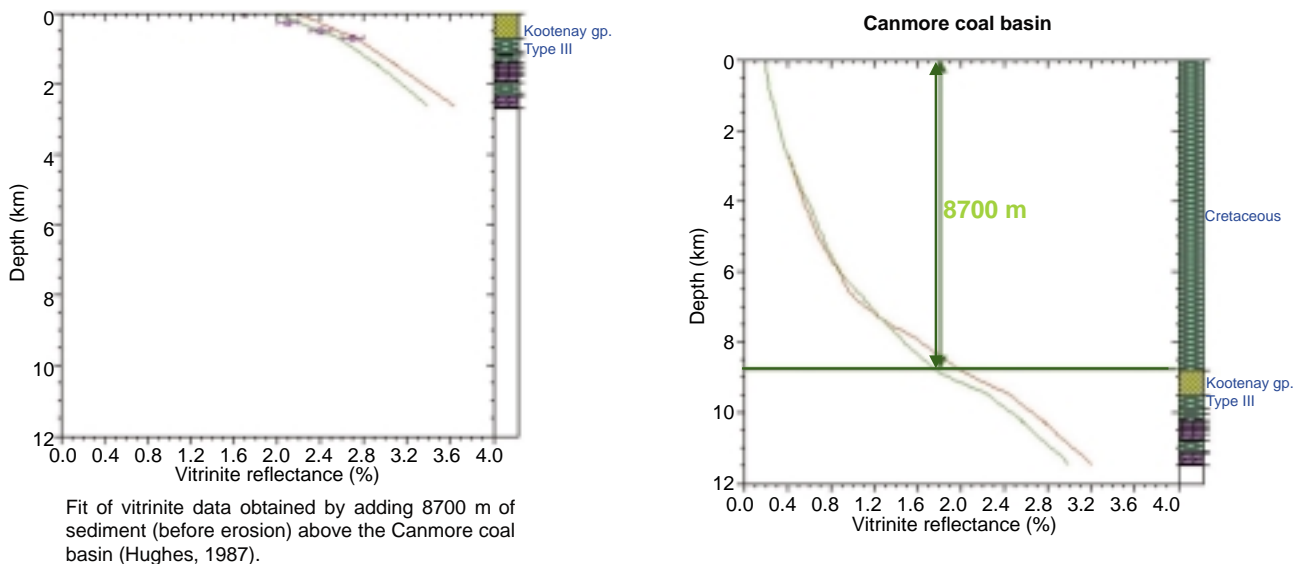 0
2
4
6
8
10
12
Depth (km)
0.0 0.4 0.8 1.2 1.6 2.0 2.4 2.8 3.2 3.6 4.0
Vitrinite reflectance (%)
Kootenay gp.
Type III
Fit of vitrinite data obtained by adding 8700 m of
sediment (before erosion) above the Canmore coal
basin (Hughes, 1987).
Canmore coal basin
0
2
4
6
8
10
12
Depth (km)
8700 m
Cretaceous
Kootenay gp.
Type III
0.0 0.4 0.8 1.2 1.6 2.0 2.4 2.8 3.2 3.6 4.0
Vitrinite reflectance (%)